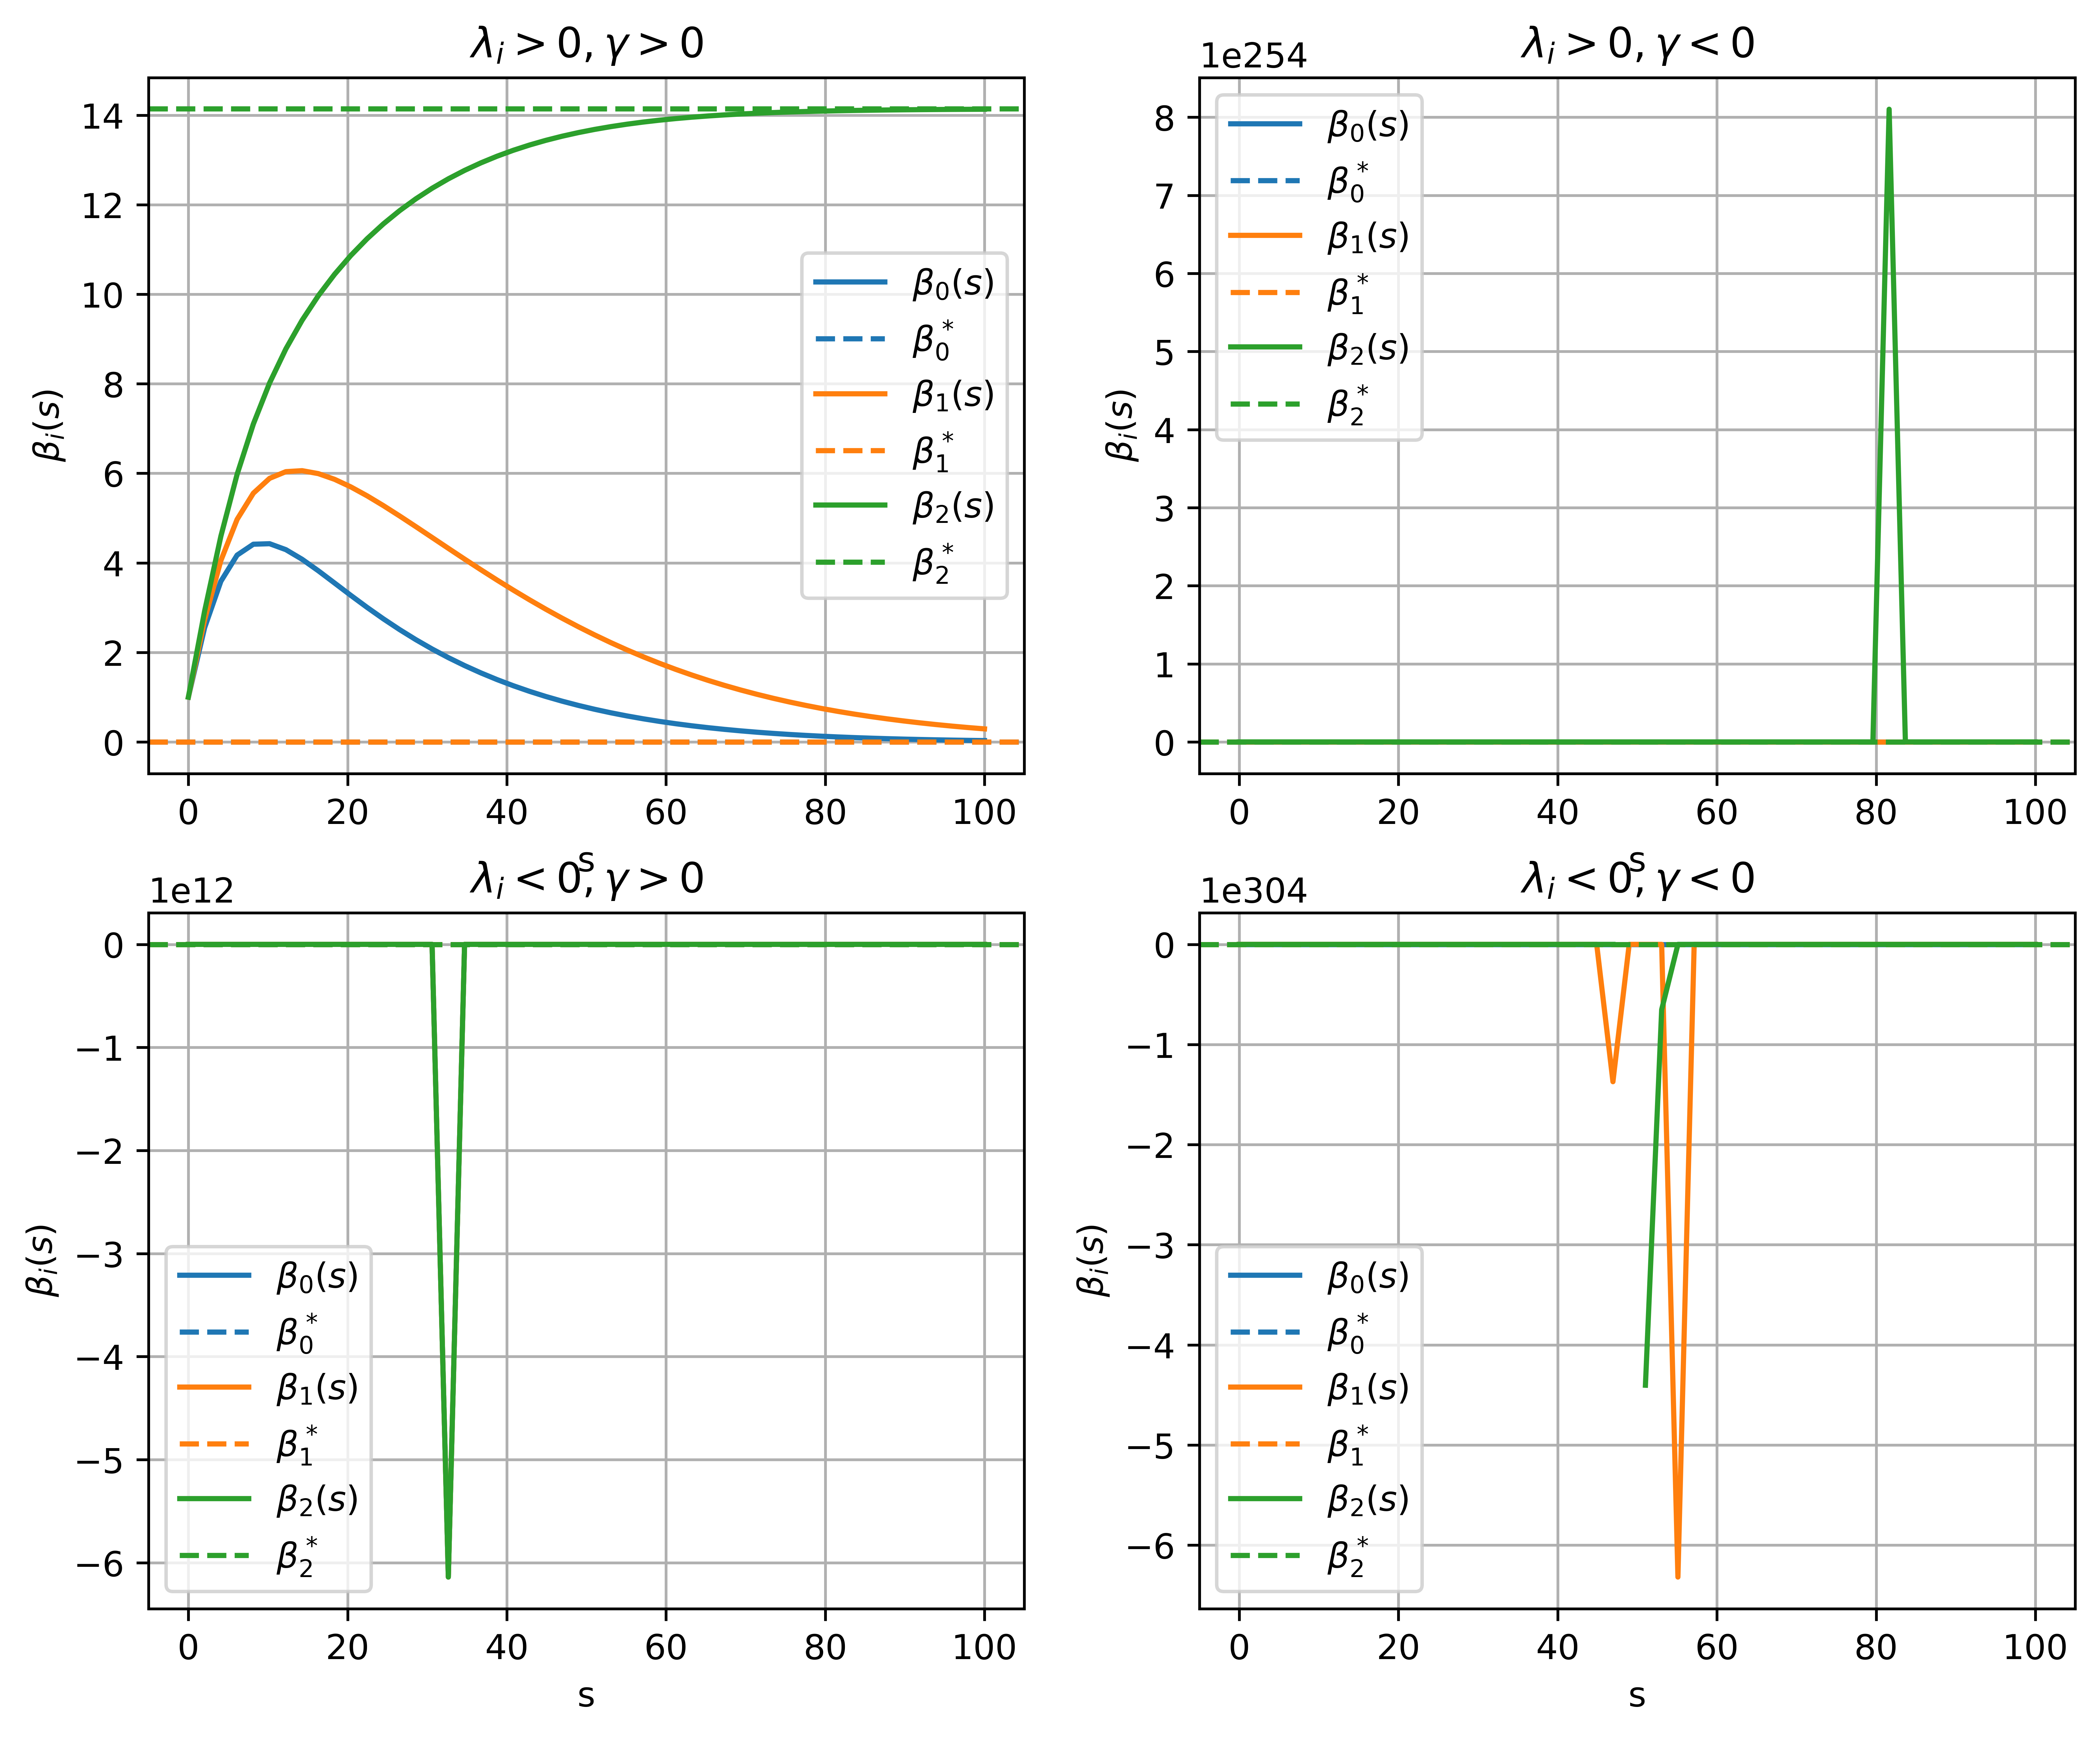 λ_i > 0, γ > 0
β_i(s)
14
12
10
8
6
4
2
0
β_0(s)
β_0^*
β_1(s)
β_1^*
β_2(s)
β_2^*
0 20 40 60 80 100
s
λ_i > 0, γ < 0
1e254
β_i(s)
8
7
6
5
4
3
2
1
0
β_0(s)
β_0^*
β_1(s)
β_1^*
β_2(s)
β_2^*
0 20 40 60 80 100
s
λ_i < 0, γ > 0
1e12
β_i(s)
0
−1
−2
−3
−4
−5
−6
β_0(s)
β_0^*
β_1(s)
β_1^*
β_2(s)
β_2^*
0 20 40 60 80 100
s
λ_i < 0, γ < 0
1e304
β_i(s)
0
−1
−2
−3
−4
−5
−6
β_0(s)
β_0^*
β_1(s)
β_1^*
β_2(s)
β_2^*
0 20 40 60 80 100
s